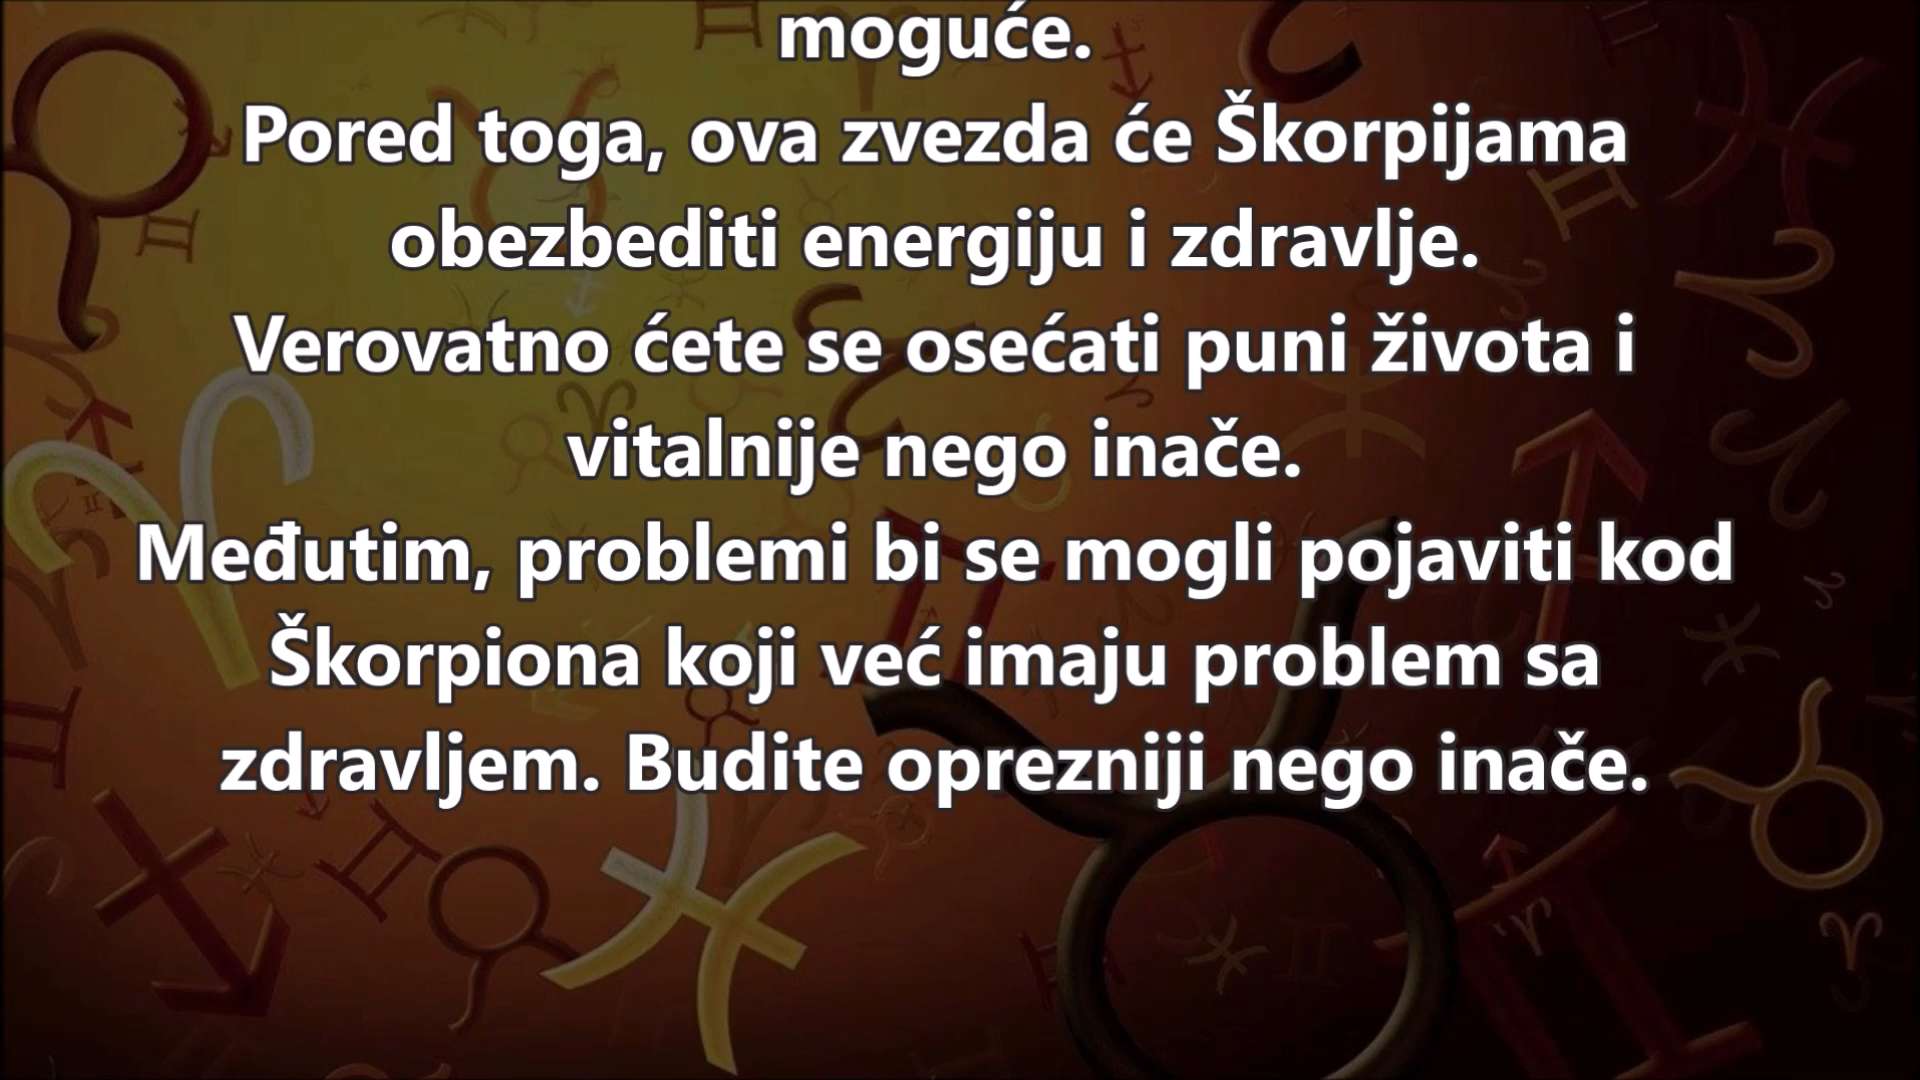 moguće.
Pored toga, ova zvezda će Škorpijama
obezbediti energiju i zdravlje.
Verovatno ćete se osećati puni života i
vitalnije nego inače.
Međutim, problemi bi se mogli pojaviti kod
Škorpiona koji već imaju problem sa
zdravljem. Budite oprezniji nego inače.